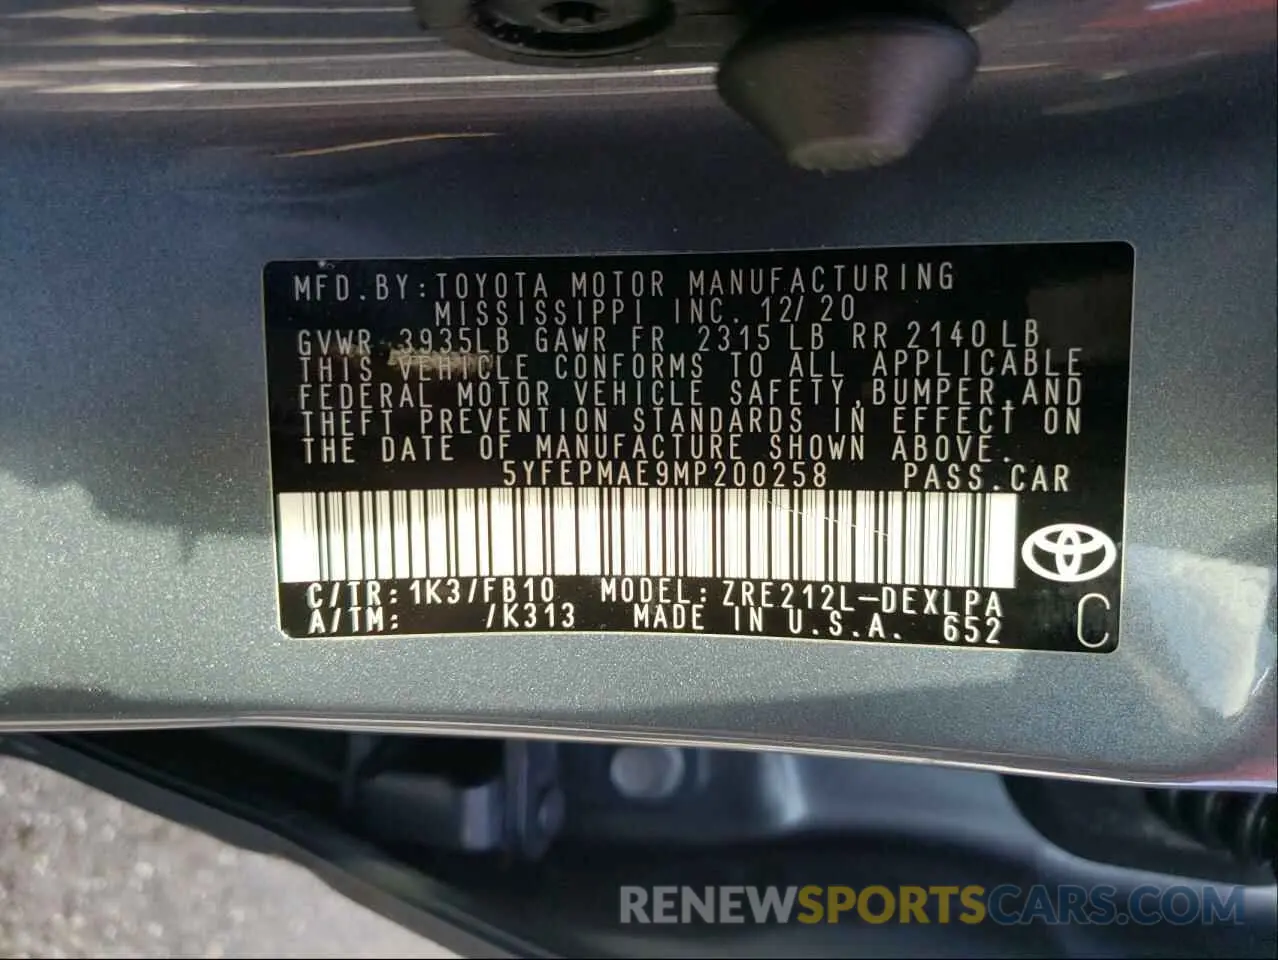 MFD.BY:TOYOTA MOTOR MANUFACTURING
MISSISSIPPI INC. 12/20
GVWR 3935LB GAWR FR 2315LB RR 2140LB
THIS VEHICLE CONFORMS TO ALL APPLICABLE
FEDERAL MOTOR VEHICLE SAFETY,BUMPER,AND
THEFT PREVENTION STANDARDS IN EFFECT ON
THE DATE OF MANUFACTURE SHOWN ABOVE.
5YFEPMAE9MP200258 PASS.CAR
C/TR:1K3/FB10 MODEL:ZRE212L-DEXLPA
A/TM: /K313 MADE IN U.S.A. 652
C
RENEWSPORTSCARS.COM